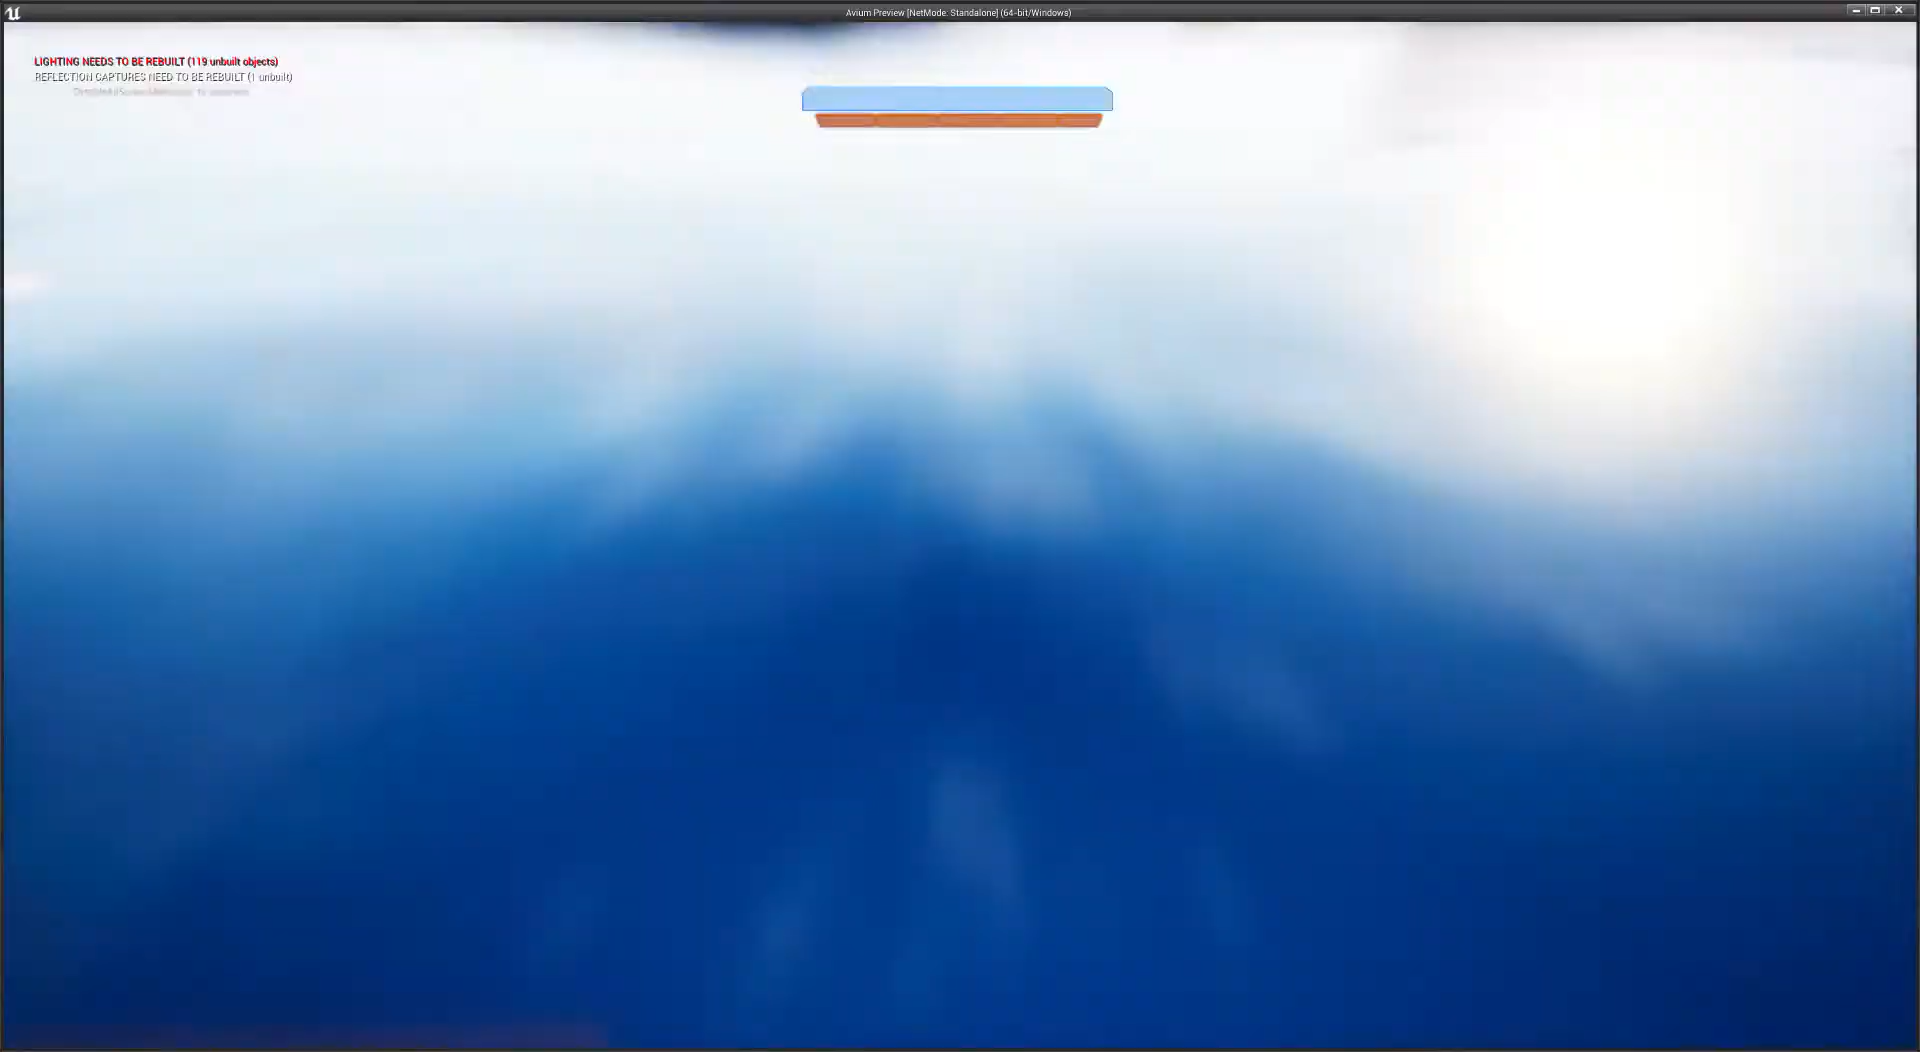 Avium Preview [NetMode: Standalone] (64-bit/Windows)
LIGHTING NEEDS TO BE REBUILT (119 unbuilt objects)
REFLECTION CAPTURES NEED TO BE REBUILT (1 unbuilt)